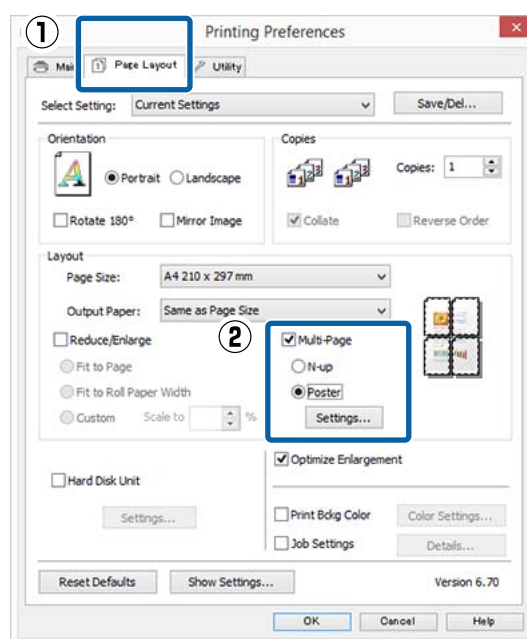 ①
Printing Preferences
Main Page Layout Utility
Select Setting: Current Settings Save/Del...
Orientation Copies
Portrait Landscape Copies: 1
Rotate 180° Mirror Image Collate Reverse Order
Layout
Page Size: A4 210 x 297 mm
Output Paper: Same as Page Size
Reduce/Enlarge ② Multi-Page
Fit to Page N-up
Fit to Roll Paper Width Poster
Custom Scale to % Settings...
Optimize Enlargement
Hard Disk Unit
Settings... Print Bckg Color Color Settings...
Job Settings Details...
Reset Defaults Show Settings... Version 6.70
OK Cancel Help